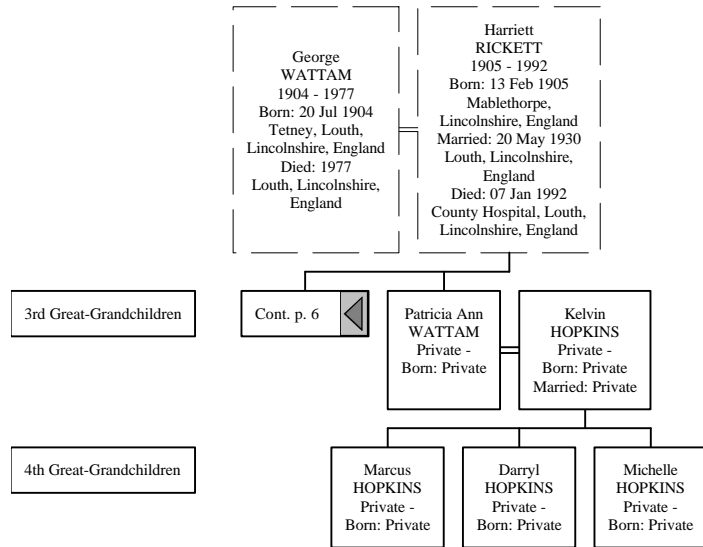 George
WATTAM
1904 - 1977
Born: 20 Jul 1904
Tetney, Louth,
Lincolnshire, England
Died: 1977
Louth, Lincolnshire,
England
Harriett
RICKETT
1905 - 1992
Born: 13 Feb 1905
Mablethorpe,
Lincolnshire, England
Married: 20 May 1930
Louth, Lincolnshire,
England
Died: 07 Jan 1992
County Hospital, Louth,
Lincolnshire, England
3rd Great-Grandchildren
Cont. p. 6
Patricia Ann
WATTAM
Private -
Born: Private
Kelvin
HOPKINS
Private -
Born: Private
Married: Private
4th Great-Grandchildren
Marcus
HOPKINS
Private -
Born: Private
Darryl
HOPKINS
Private -
Born: Private
Michelle
HOPKINS
Private -
Born: Private